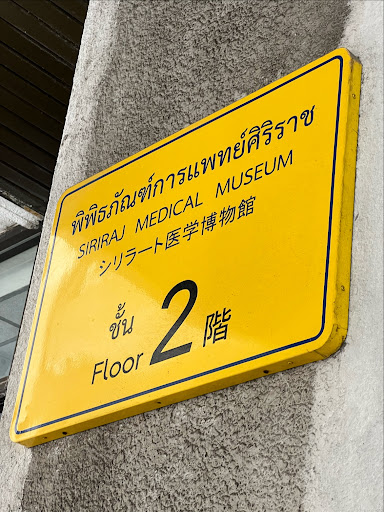 พิพิธภัณฑ์การแพทย์ศิริราช
SIRIRAJ MEDICAL MUSEUM
シリラート医学博物館
ชั้น
Floor 2 階